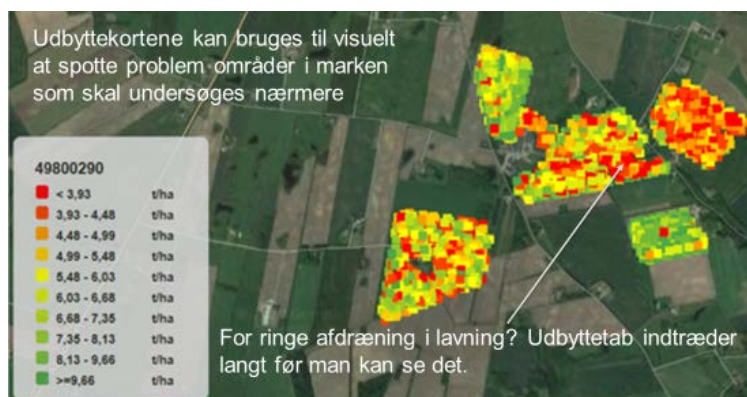 Udbyttekortene kan bruges til visuelt
at spotte problem områder i marken
som skal undersøges nærmere
49800290
< 3,93 t/ha
3,93 - 4,48 t/ha
4,48 - 4,99 t/ha
4,99 - 5,48 t/ha
5,48 - 6,03 t/ha
6,03 - 6,68 t/ha
6,68 - 7,35 t/ha
7,35 - 8,13 t/ha
8,13 - 9,66 t/ha
>=9,66 t/ha
For ringe afdræning i lavning? Udbyttetab indtræder
langt før man kan se det.